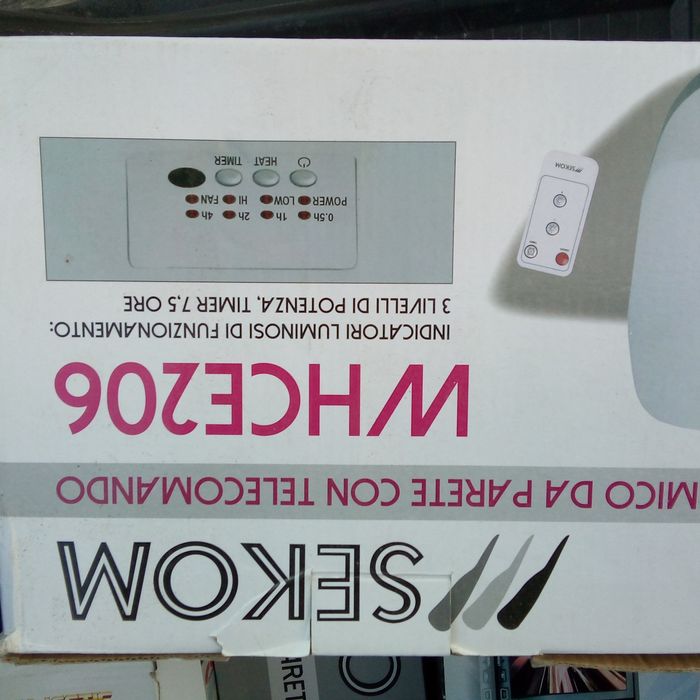 SEKOM
MICO DA PARETE CON TELECOMANDO
WHCE206
INDICATORI LUMINOSI DI FUNZIONAMENTO:
3 LIVELLI DI POTENZA, TIMER 7,5 ORE
0.5h 1h 2h 4h
POWER LOW HI FAN
HEAT TIMER
SEKOM